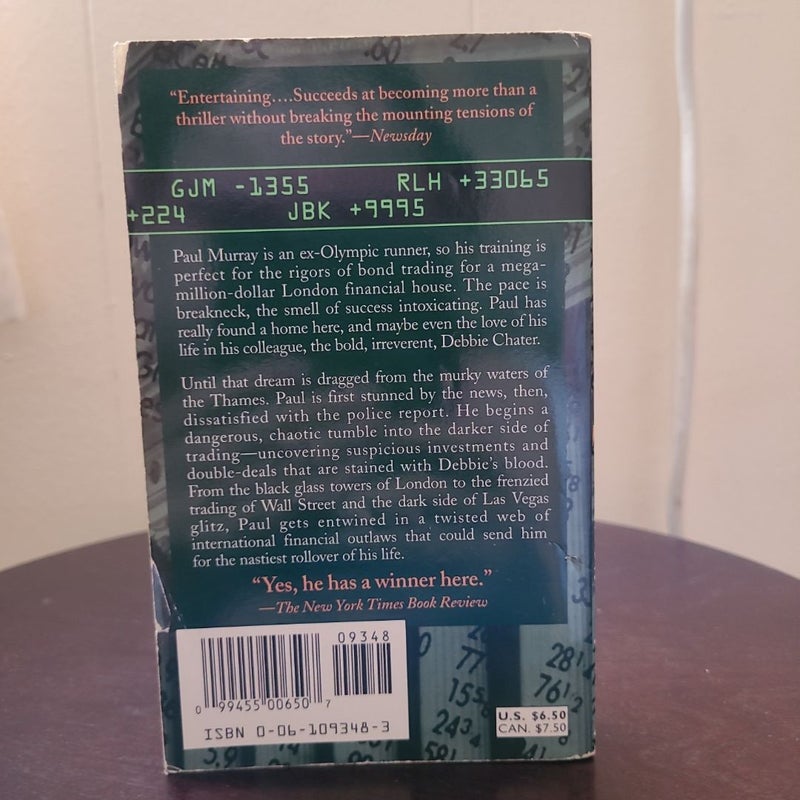 .60
“Entertaining....Succeeds at becoming more than a
thriller without breaking the mounting tensions of
the story.”—Newsday
GJM -1355 RLH +33065
+224 JBK +9995
Paul Murray is an ex-Olympic runner, so his training is
perfect for the rigors of bond trading for a mega-
million-dollar London financial house. The pace is
breakneck, the smell of success intoxicating. Paul has
really found a home here, and maybe even the love of his
life in his colleague, the bold, irreverent, Debbie Chater.
Until that dream is dragged from the murky waters of
the Thames. Paul is first stunned by the news, then,
dissatisfied with the police report. He begins a
dangerous, chaotic tumble into the darker side of
trading—uncovering suspicious investments and
double-deals that are stained with Debbie's blood.
From the black glass towers of London to the frenzied
trading of Wall Street and the dark side of Las Vegas
glitz, Paul gets entwined in a twisted web of
international financial outlaws that could send him
for the nastiest rollover of his life.
“Yes, he has a winner here.”
—The New York Times Book Review
09348
0 99455 00650 7
ISBN 0-06-109348-3
77
155
243
U.S. $6.50
CAN. $7.50